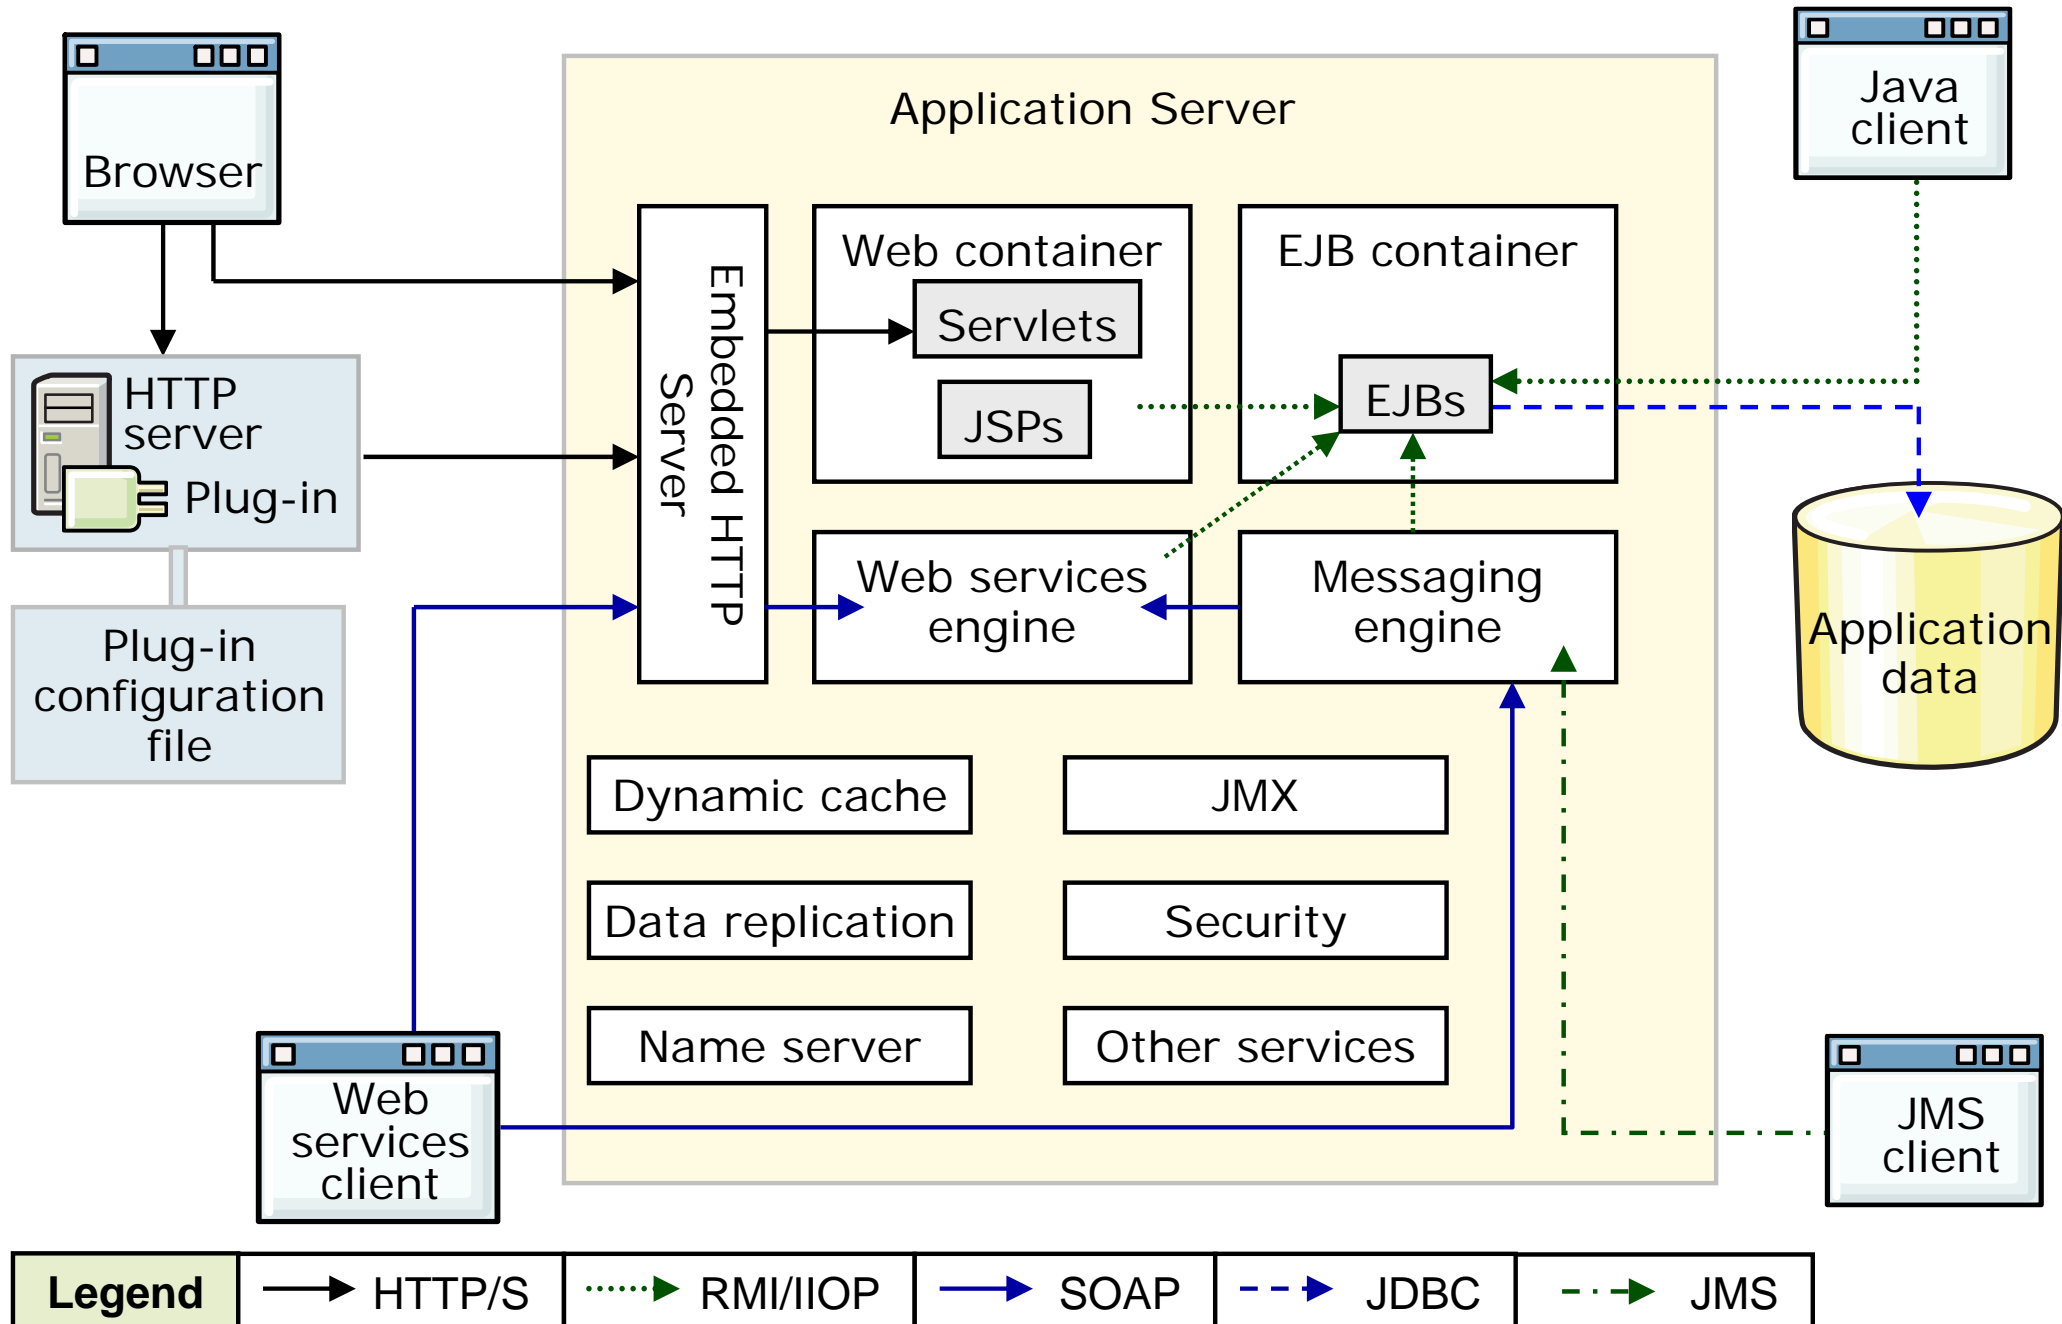 Application Server
Browser
Java
client
Embedded HTTP
Server
Web container
Servlets
JSPs
EJB container
EJBs
HTTP
server
Plug-in
Plug-in
configuration
file
Web services
engine
Messaging
engine
Application
data
Dynamic cache
JMX
Data replication
Security
Name server
Other services
Web
services
client
JMS
client
Legend
HTTP/S
RMI/IIOP
SOAP
JDBC
JMS